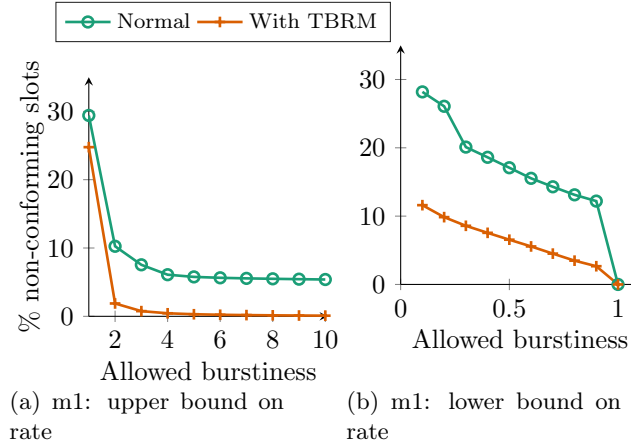 Normal With TBRM
% non-conforming slots
30
20
10
0
2 4 6 8 10
Allowed burstiness
(a) m1: upper bound on
rate
30
20
10
0
0 0.5 1
Allowed burstiness
(b) m1: lower bound on
rate